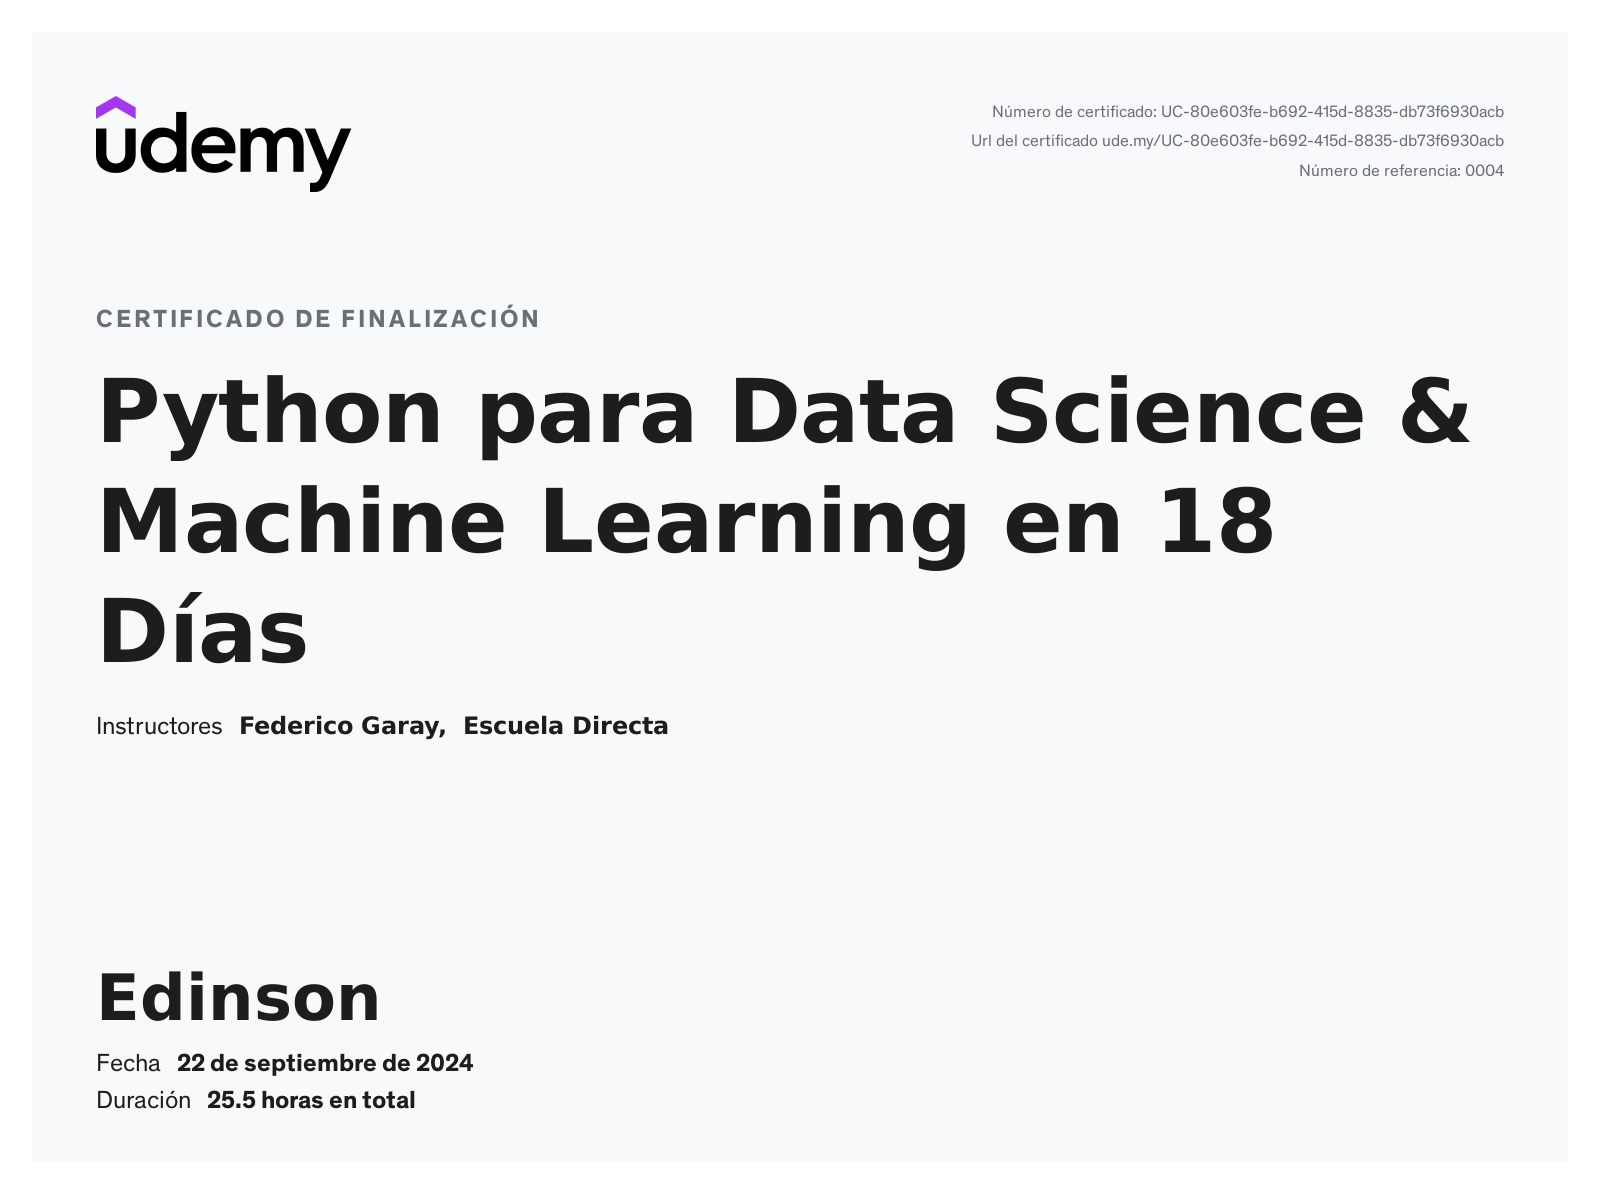 udemy
Número de certificado: UC-80e603fe-b692-415d-8835-db73f6930acb
Url del certificado ude.my/UC-80e603fe-b692-415d-8835-db73f6930acb
Número de referencia: 0004
CERTIFICADO DE FINALIZACIÓN
Python para Data Science &
Machine Learning en 18
Días
Instructores Federico Garay, Escuela Directa
Edinson
Fecha 22 de septiembre de 2024
Duración 25.5 horas en total